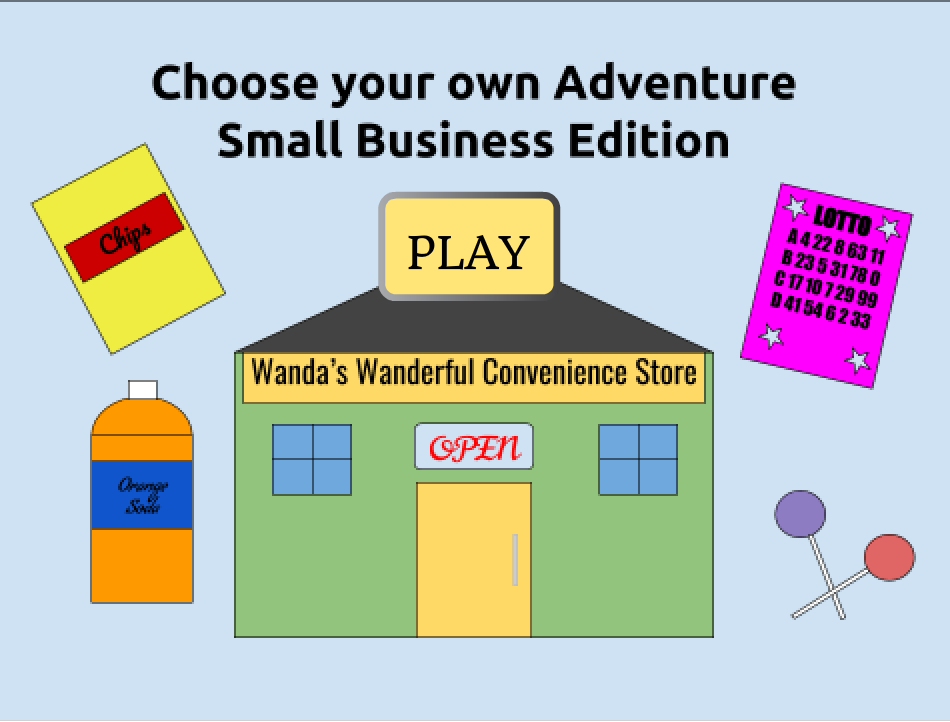 Choose your own Adventure
Small Business Edition
PLAY
Chips
LOTTO
A 4 22 8 63 11
B 23 5 31 78 0
C 17 10 7 29 99
D 41 54 6 2 33
Wanda's Wanderful Convenience Store
OPEN
Orange
Soda